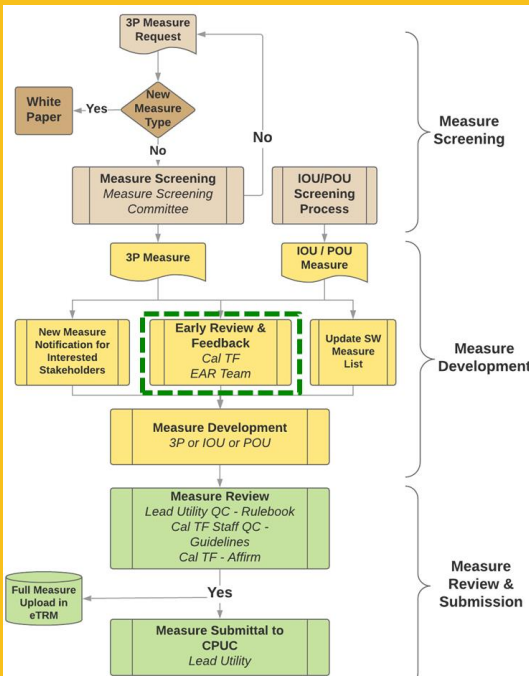 3P Measure
Request
New
Measure
Type
Yes
White
Paper
No
No
Measure
Screening
Measure Screening
Measure Screening
Committee
IOU/POU
Screening
Process
3P Measure
IOU / POU
Measure
New Measure
Notification for
Interested
Stakeholders
Early Review &
Feedback
Cal TF
EAR Team
Update SW
Measure
List
Measure
Development
Measure Development
3P or IOU or POU
Measure Review
Lead Utility QC - Rulebook
Cal TF Staff QC -
Guidelines
Cal TF - Affirm
Measure
Review &
Submission
Yes
Full Measure
Upload in
eTRM
Measure Submittal to
CPUC
Lead Utility